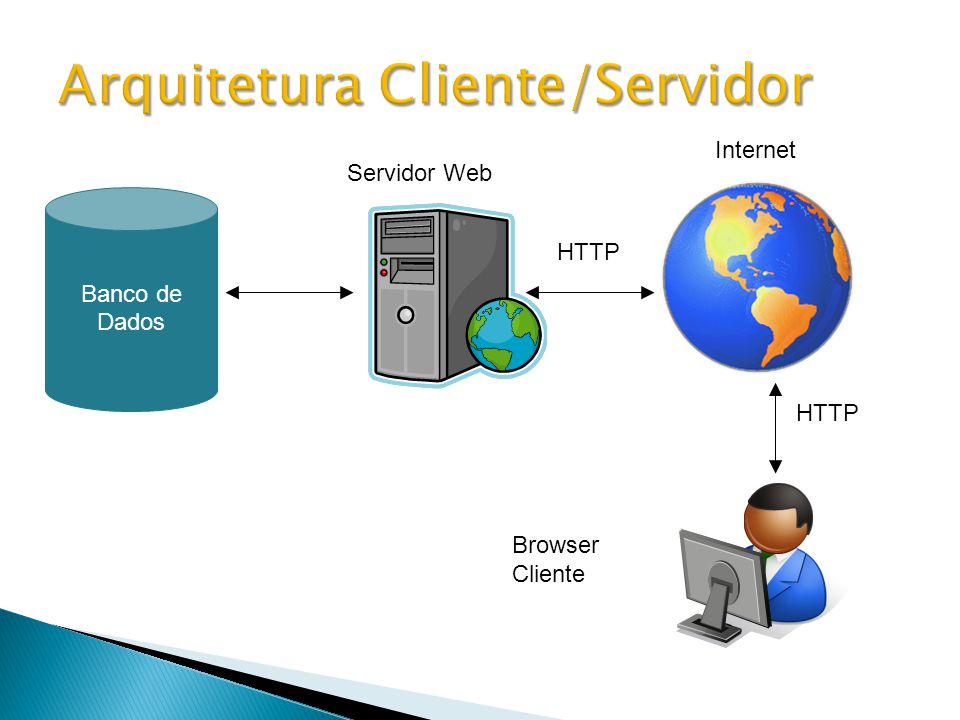 Arquitetura Cliente/Servidor
Internet
Servidor Web
HTTP
Banco de
Dados
HTTP
Browser
Cliente